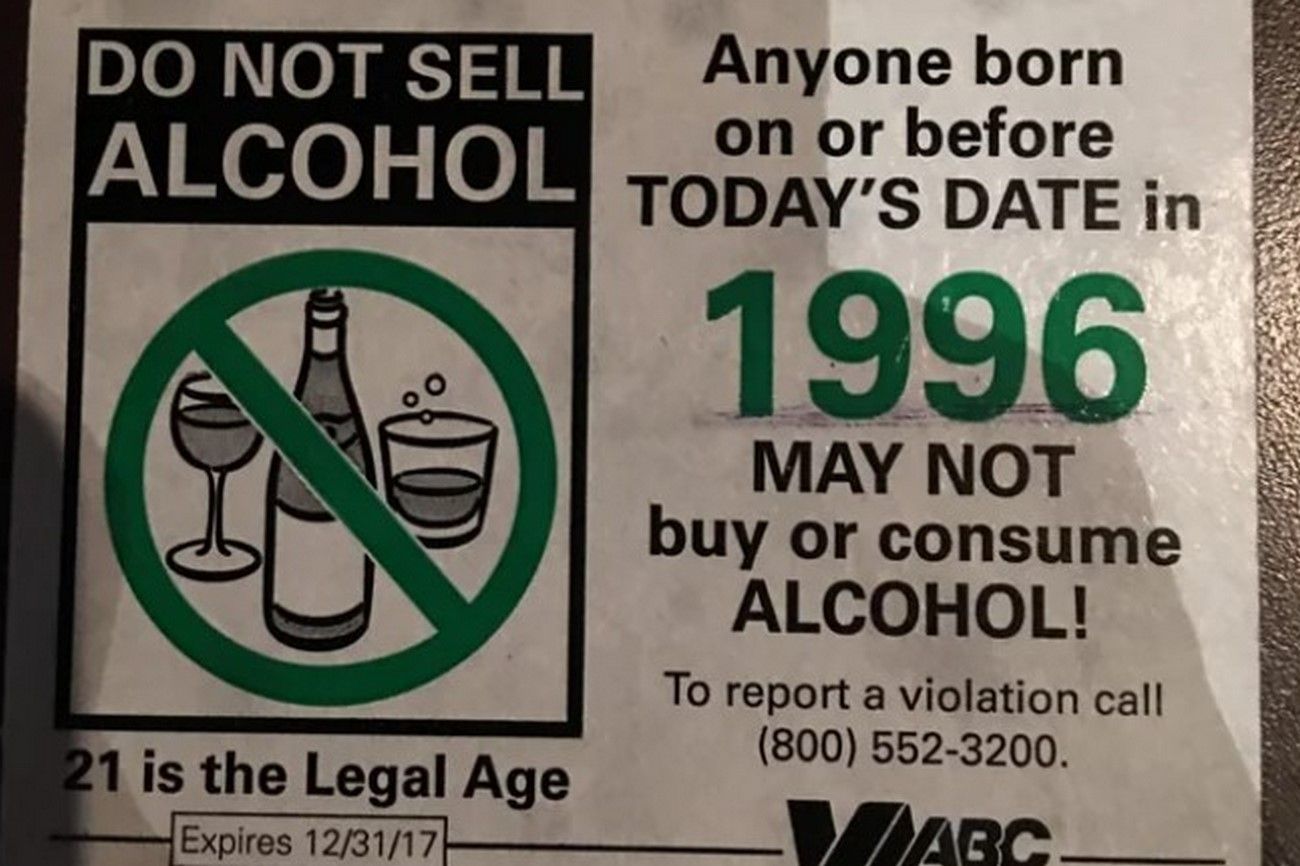 DO NOT SELL
ALCOHOL
21 is the Legal Age
Expires 12/31/17
Anyone born
on or before
TODAY'S DATE in
1996
MAY NOT
buy or consume
ALCOHOL!
To report a violation call
(800) 552-3200.
VABC